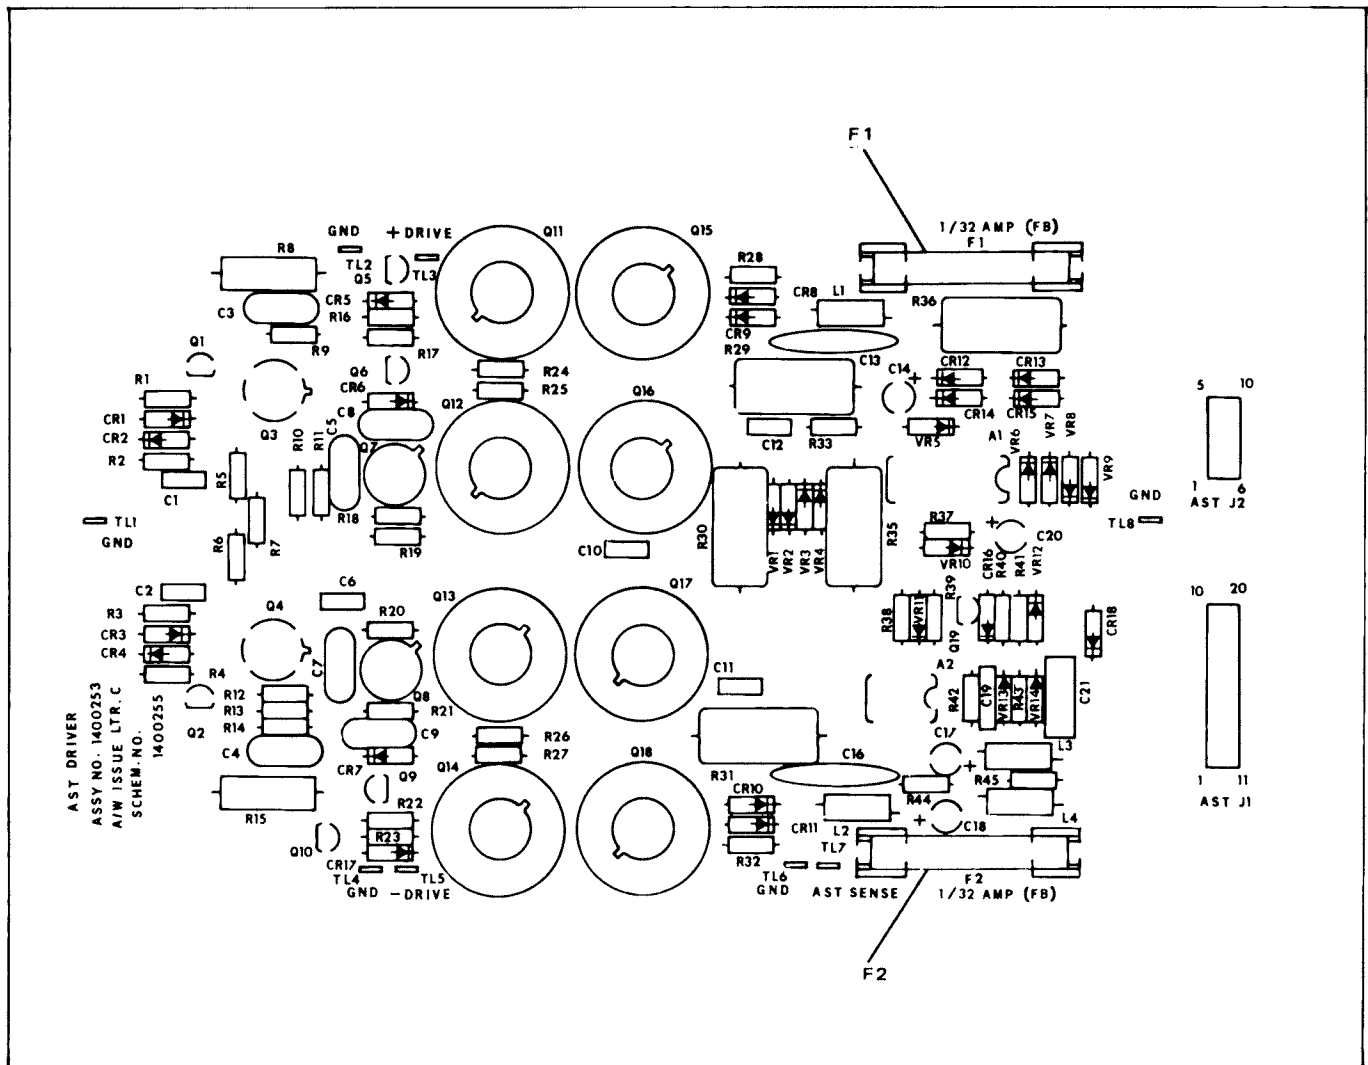 F1
1/32 AMP (FB)
F1
GND
+ DRIVE
Q11
Q15
R8
TL2
TL3
Q5
R28
CR8
L1
R36
C3
CR5
R16
CR9
R29
C13
R9
R17
Q1
Q6
R24
C14
+
CR12
CR13
R1
CR6
R25
Q16
CR14
CR15
5
10
CR1
C8
Q12
Q3
C5
R10
R11
Q7
C12
R33
VR5
A1
VR6
VR7
VR8
VR9
CR2
R2
C1
R5
1
6
AST J2
GND
TL8
TL1
GND
R18
R19
R6
R7
C10
R30
VR1
VR2
VR3
VR4
R35
R37
VR10
+
C20
CR16
R40
R41
VR12
C2
C6
Q4
R20
Q13
Q17
R39
R38
VR11
Q19
CR18
10
20
R3
CR3
CR4
R4
C7
Q8
C11
A2
R42
C19
VR13
R43
VR14
C21
L3
R12
R13
R14
R21
C9
R26
R27
Q18
Q2
C4
CR7
Q14
Q9
R31
C16
C17
+
R45
R44
1
11
AST J1
R15
R22
CR10
CR11
L2
+
C18
L4
Q10
R23
CR17
R32
TL7
TL4
TL5
TL6
GND
– DRIVE
GND
AST SENSE
F2
1/32 AMP (FB)
F2
AST DRIVER
ASSY NO. 1400253
A/W ISSUE LTR. C
SCHEM. NO.
1400255